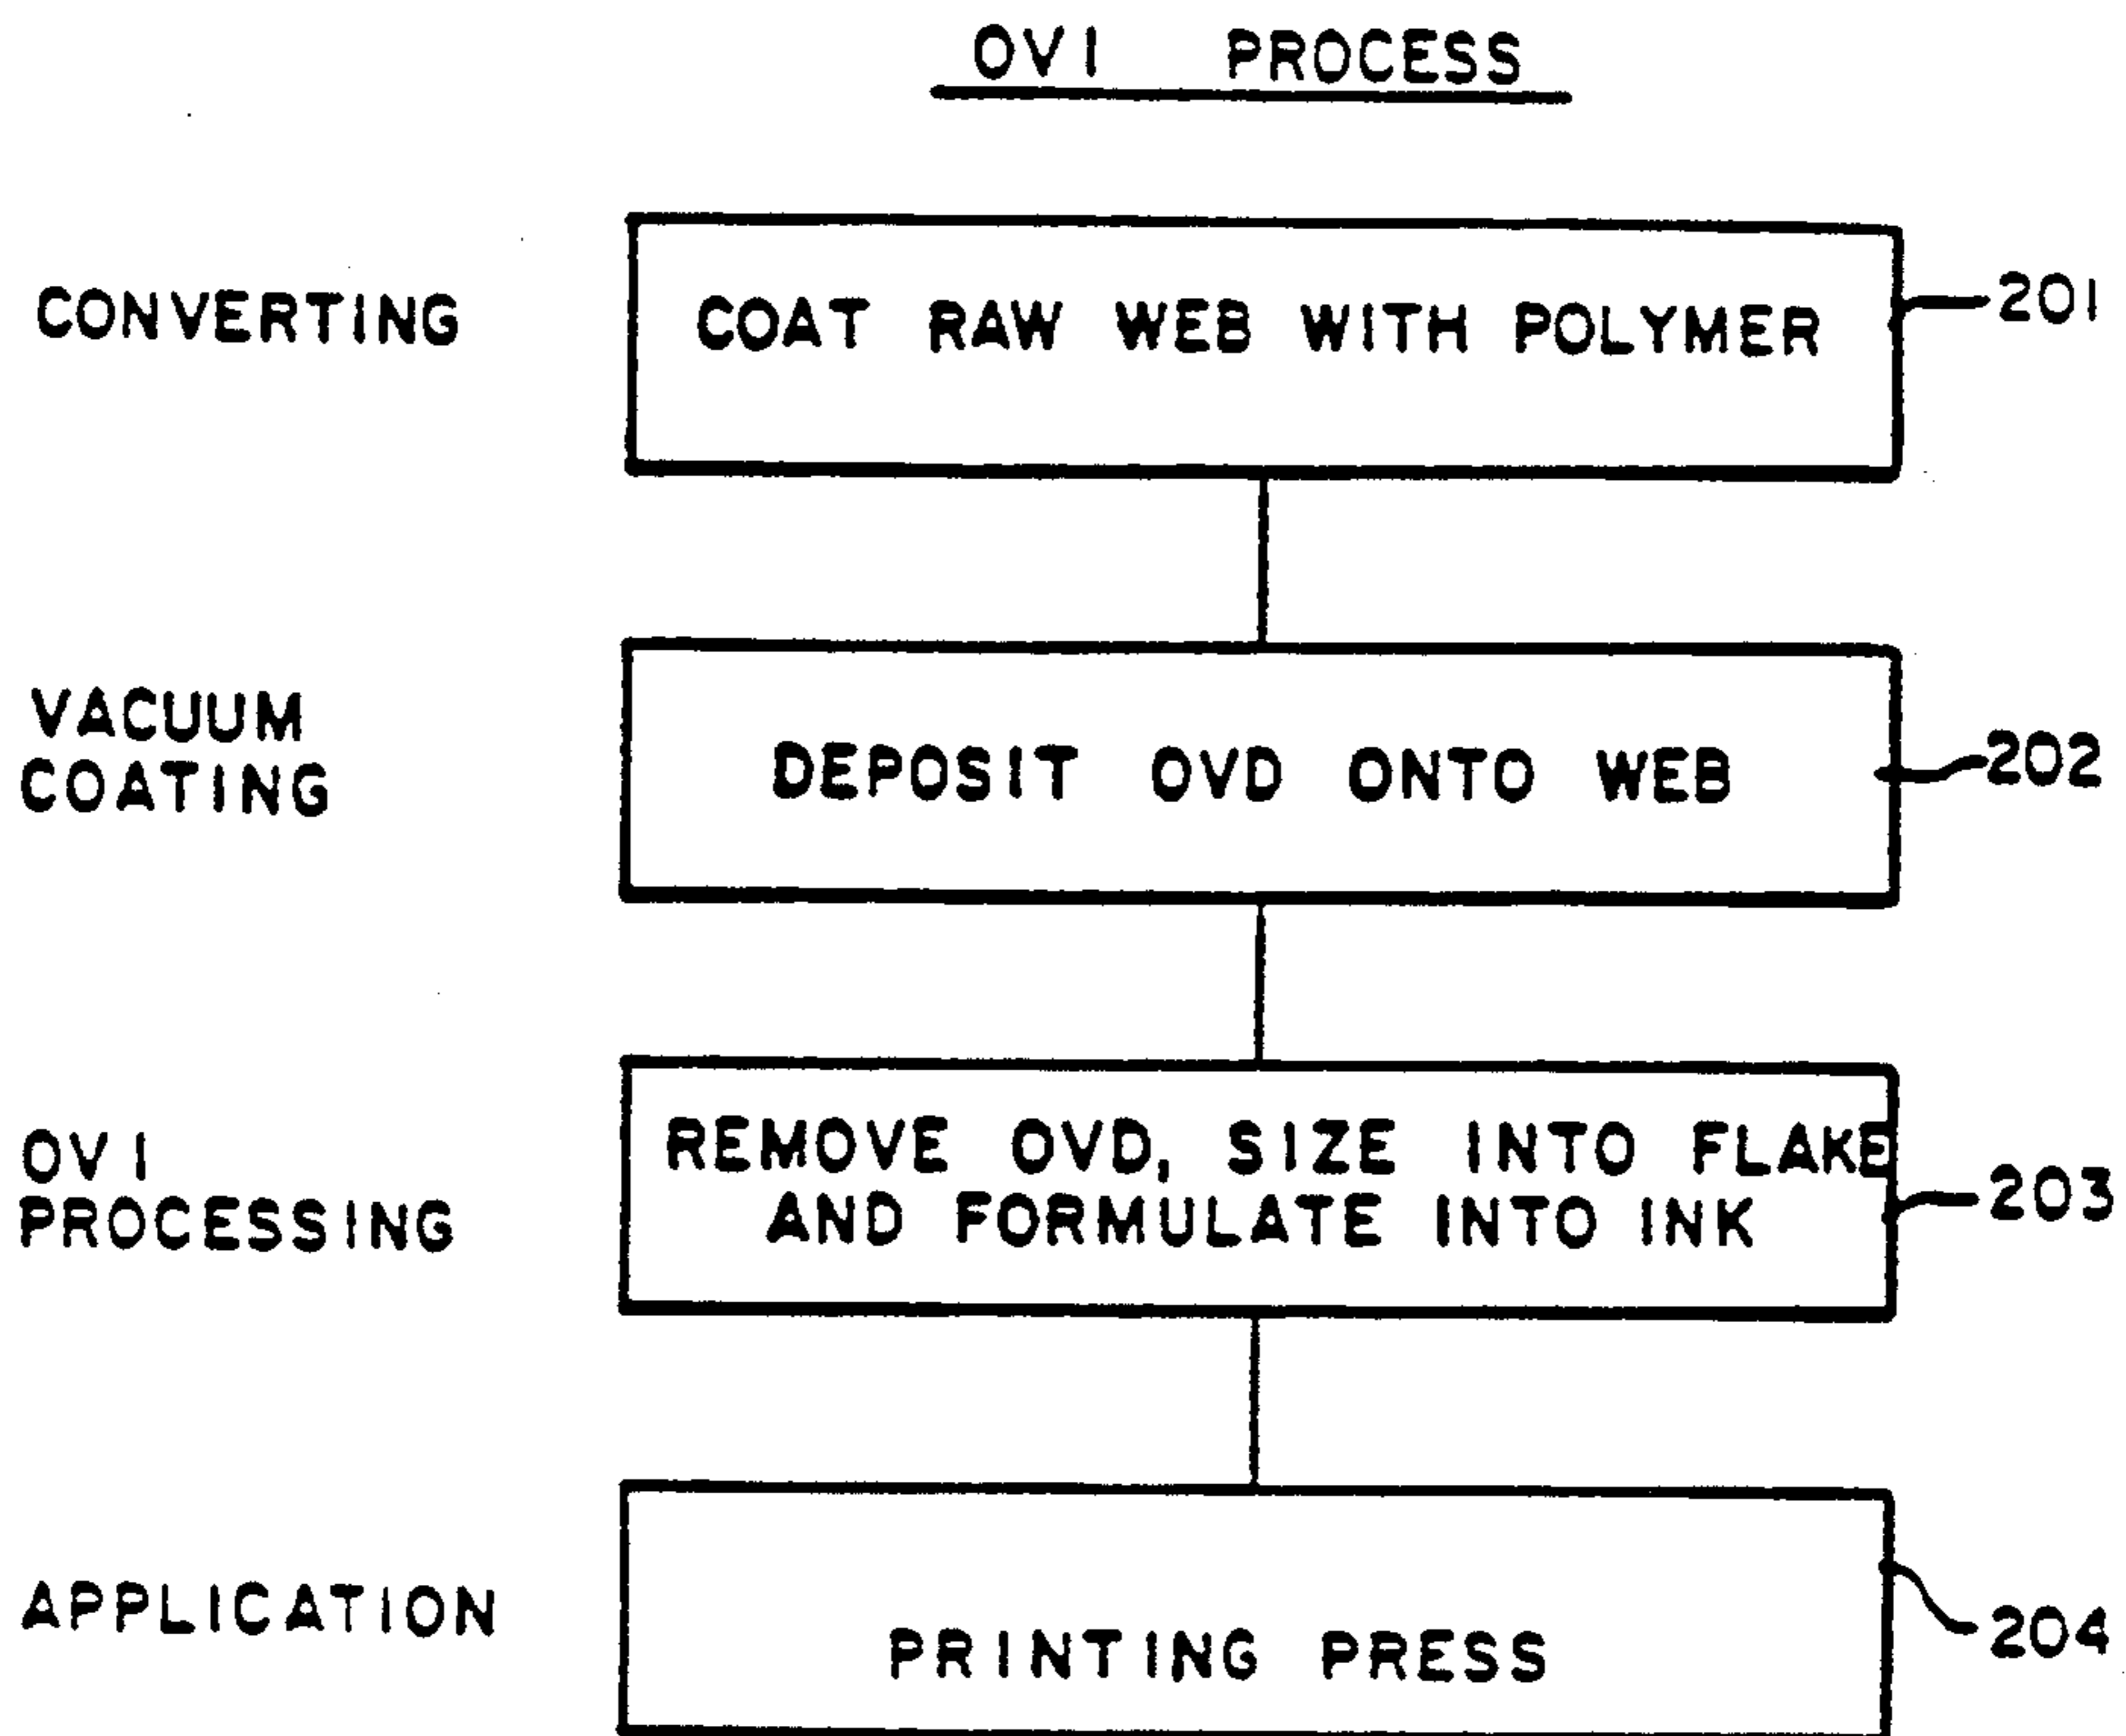 OVI PROCESS
CONVERTING
COAT RAW WEB WITH POLYMER
201
VACUUM
COATING
DEPOSIT OVD ONTO WEB
202
OVI
PROCESSING
REMOVE OVD, SIZE INTO FLAKE
AND FORMULATE INTO INK
203
APPLICATION
PRINTING PRESS
204